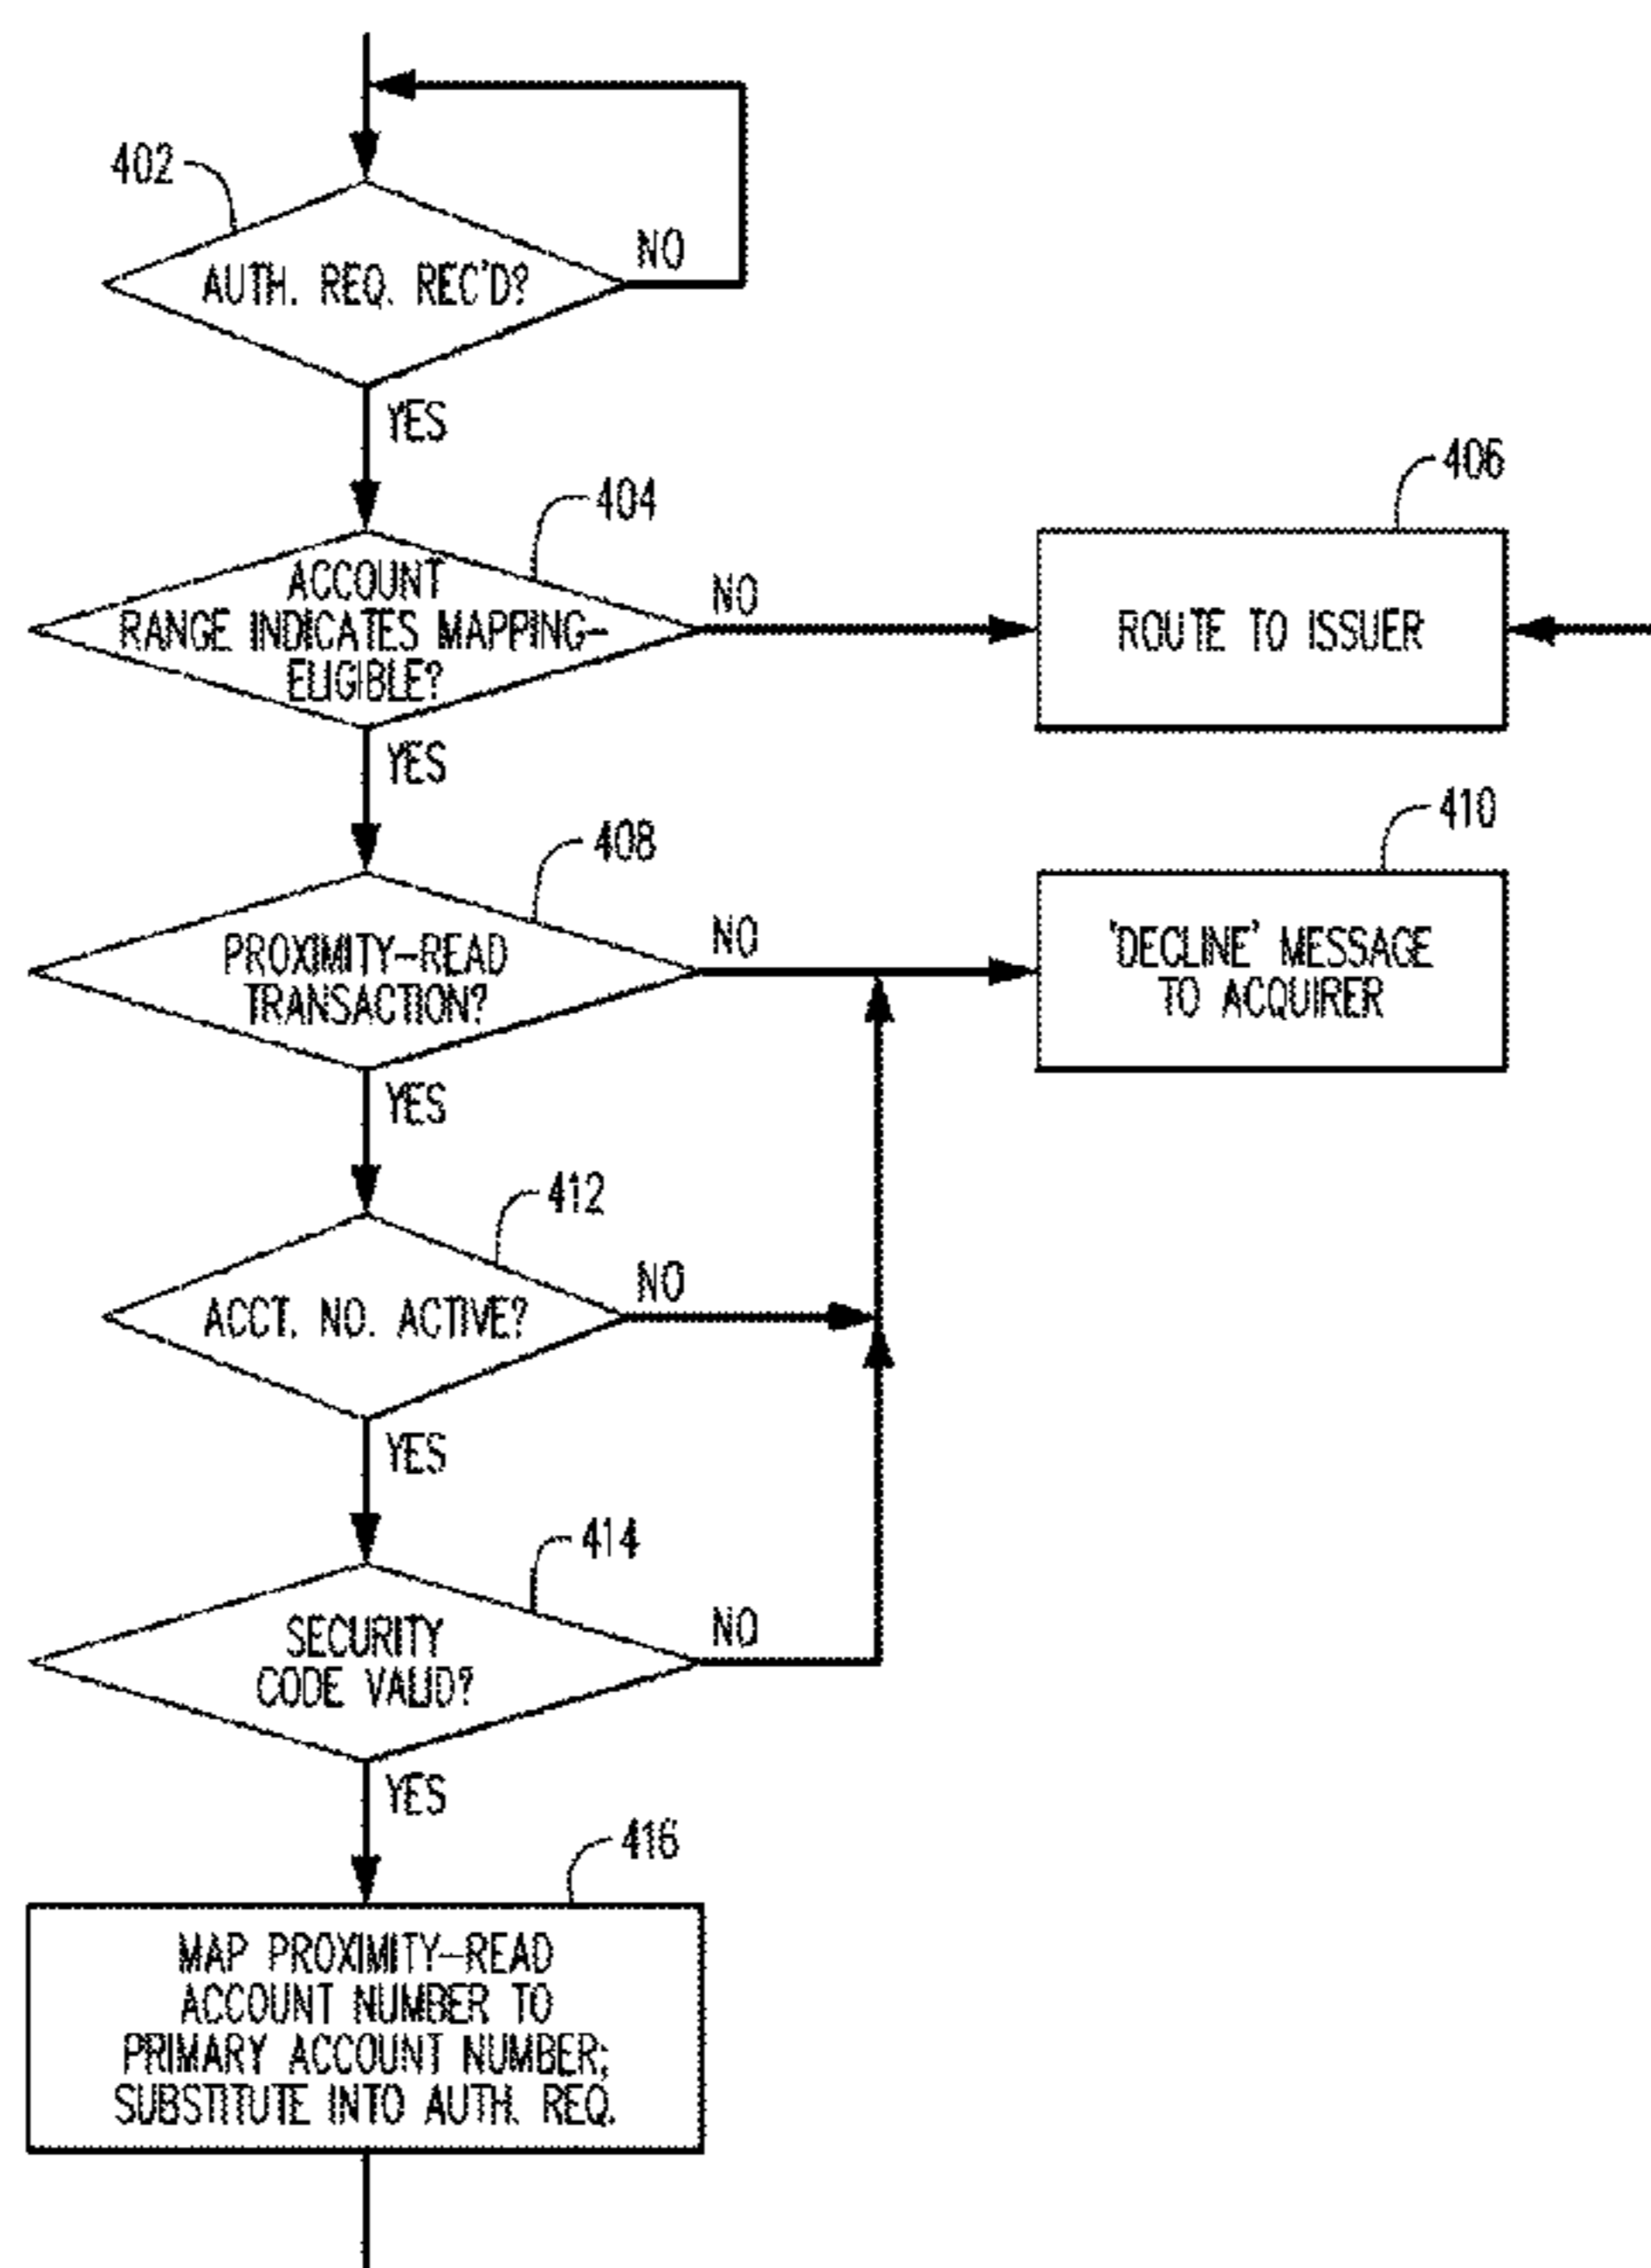 402
AUTH. REQ. REC'D?
NO
YES
404
ACCOUNT
RANGE INDICATES MAPPING-
ELIGIBLE?
NO
406
ROUTE TO ISSUER
YES
408
PROXIMITY-READ
TRANSACTION?
NO
410
'DECLINE' MESSAGE
TO ACQUIRER
YES
412
ACCT. NO. ACTIVE?
NO
YES
414
SECURITY
CODE VALID?
NO
YES
416
MAP PROXIMITY-READ
ACCOUNT NUMBER TO
PRIMARY ACCOUNT NUMBER;
SUBSTITUTE INTO AUTH. REQ.